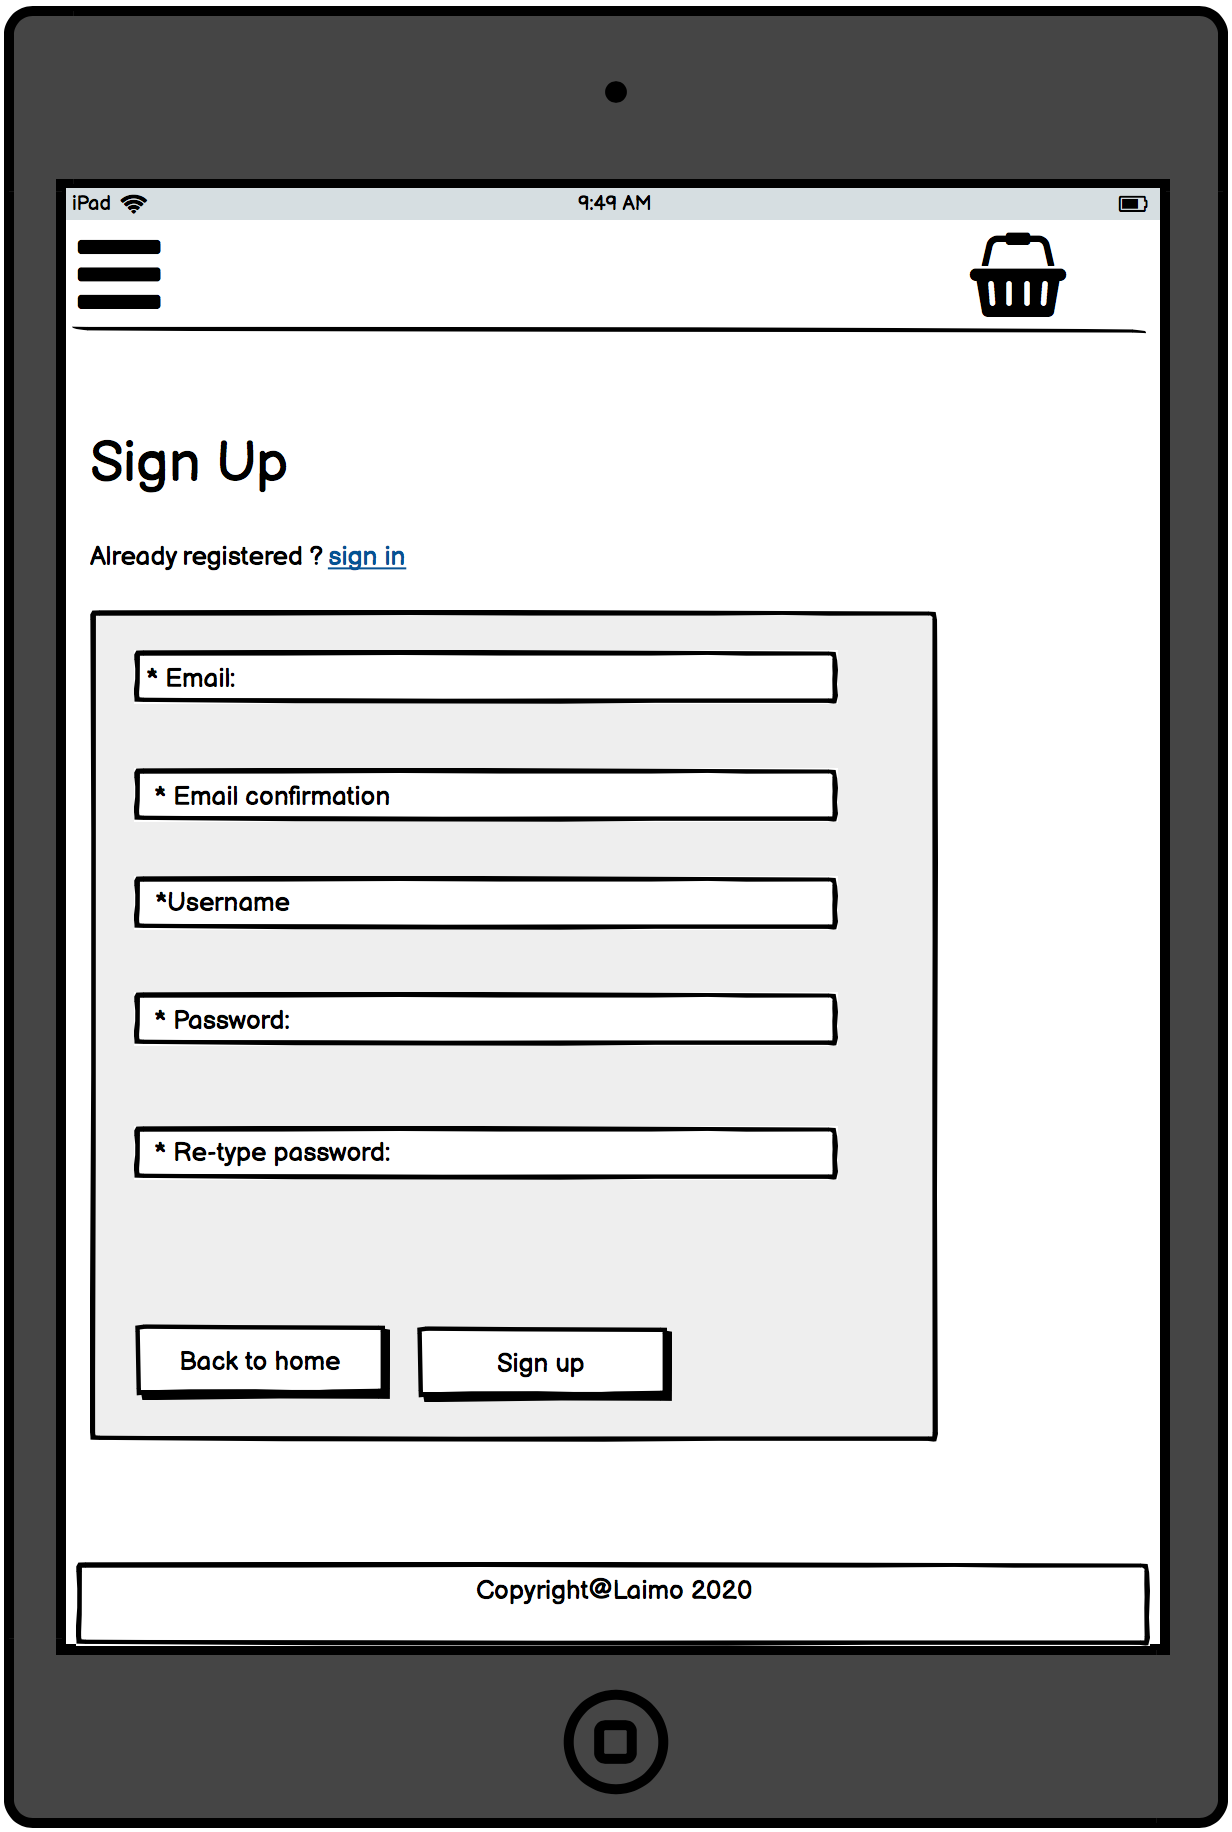 iPad 9:49 AM
Sign Up
Already registered ? sign in
* Email:
* Email confirmation
*Username
* Password:
* Re-type password:
Back to home Sign up
Copyright@Laimo 2020